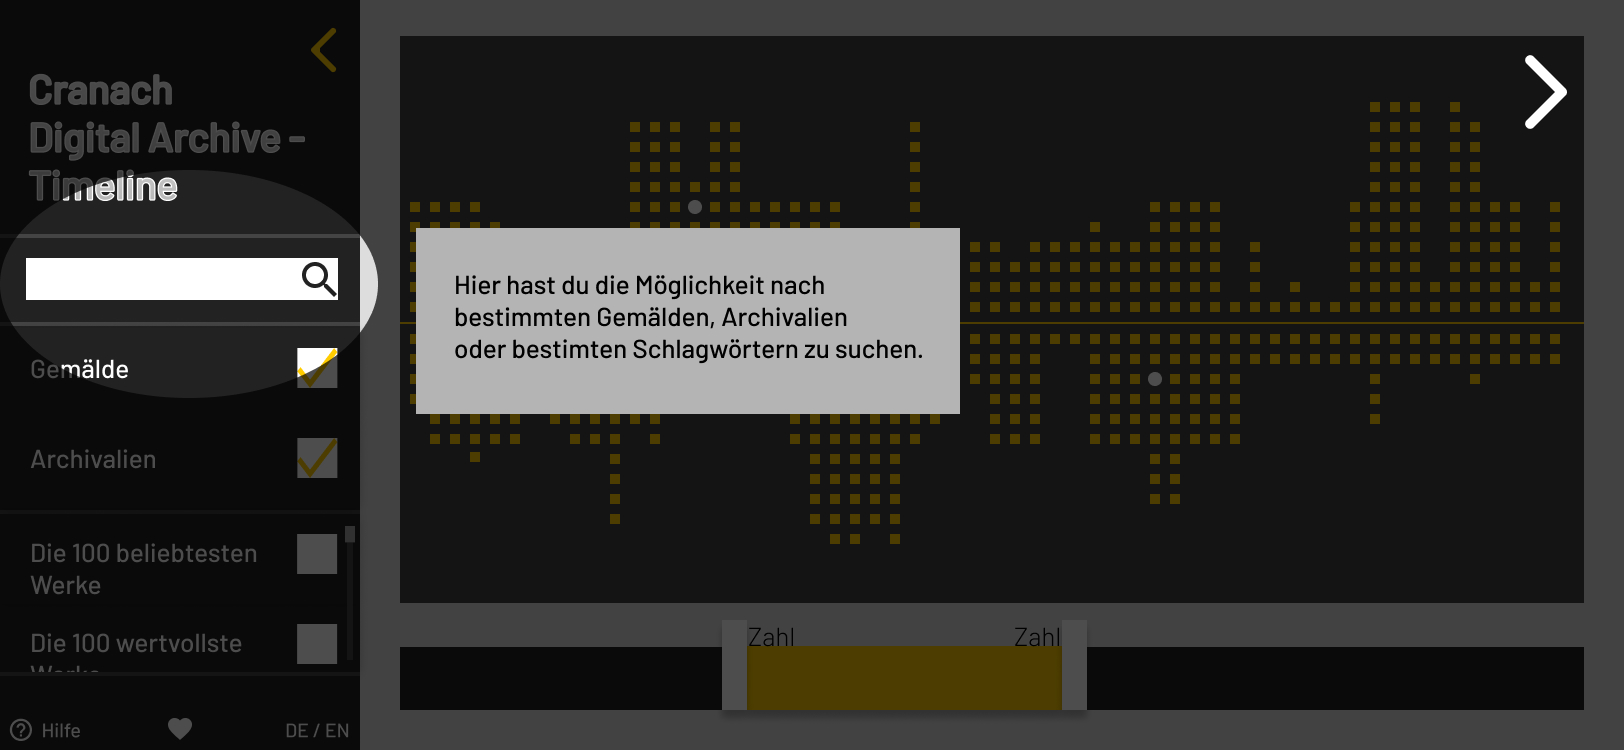 Cranach
Digital Archive -
Timeline
Gemälde
Archivalien
Die 100 beliebtesten
Werke
Die 100 wertvollste
Werke
Hilfe
DE / EN
Hier hast du die Möglichkeit nach
bestimmten Gemälden, Archivalien
oder bestimten Schlagwörtern zu suchen.
Zahl
Zahl